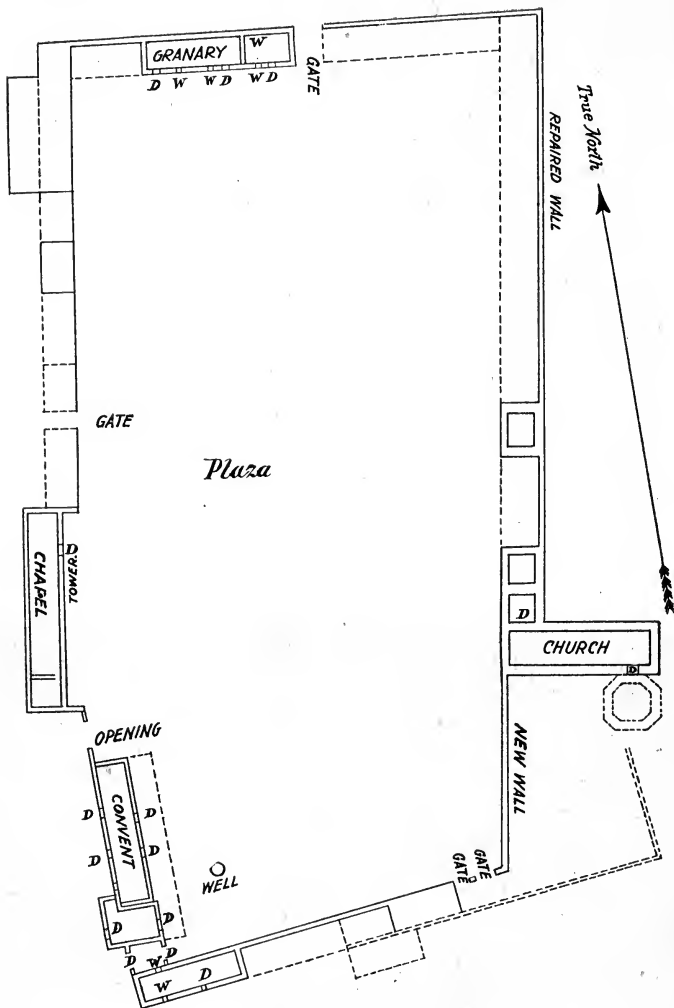 GRANARY
W
D W W D W D
GATE
True North
REPAIRED WALL
GATE
Plaza
CHAPEL
D.
TOWER
D
CHURCH
D
OPENING
NEW WALL
CONVENT
D
D
D
D
WELL
GATE
GATE
D
D
D
D
W
W
D